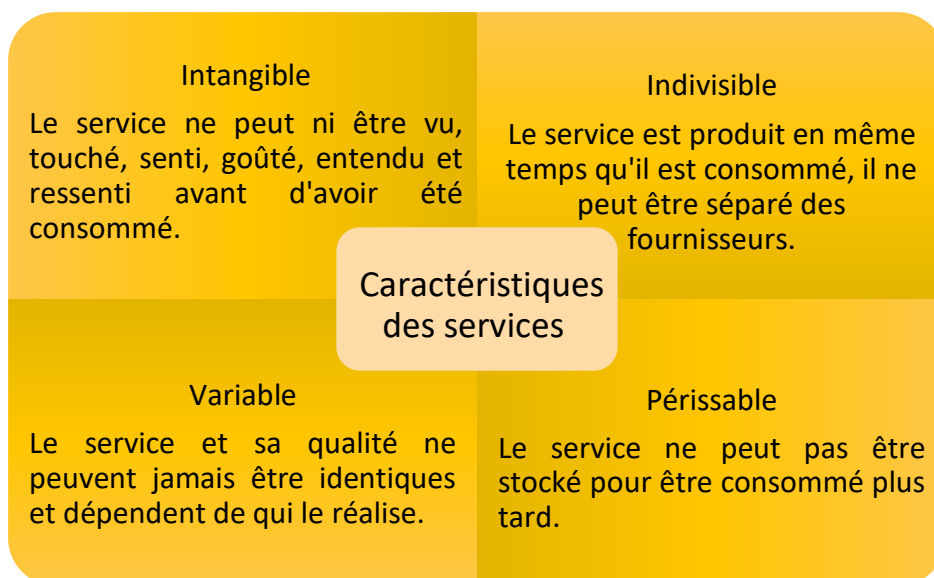 Intangible
Le service ne peut ni être vu,
touché, senti, goûté, entendu et
ressenti avant d'avoir été
consommé.
Indivisible
Le service est produit en même
temps qu'il est consommé, il ne
peut être séparé des
fournisseurs.
Caractéristiques
des services
Variable
Le service et sa qualité ne
peuvent jamais être identiques
et dépendent de qui le réalise.
Périssable
Le service ne peut pas être
stocké pour être consommé plus
tard.